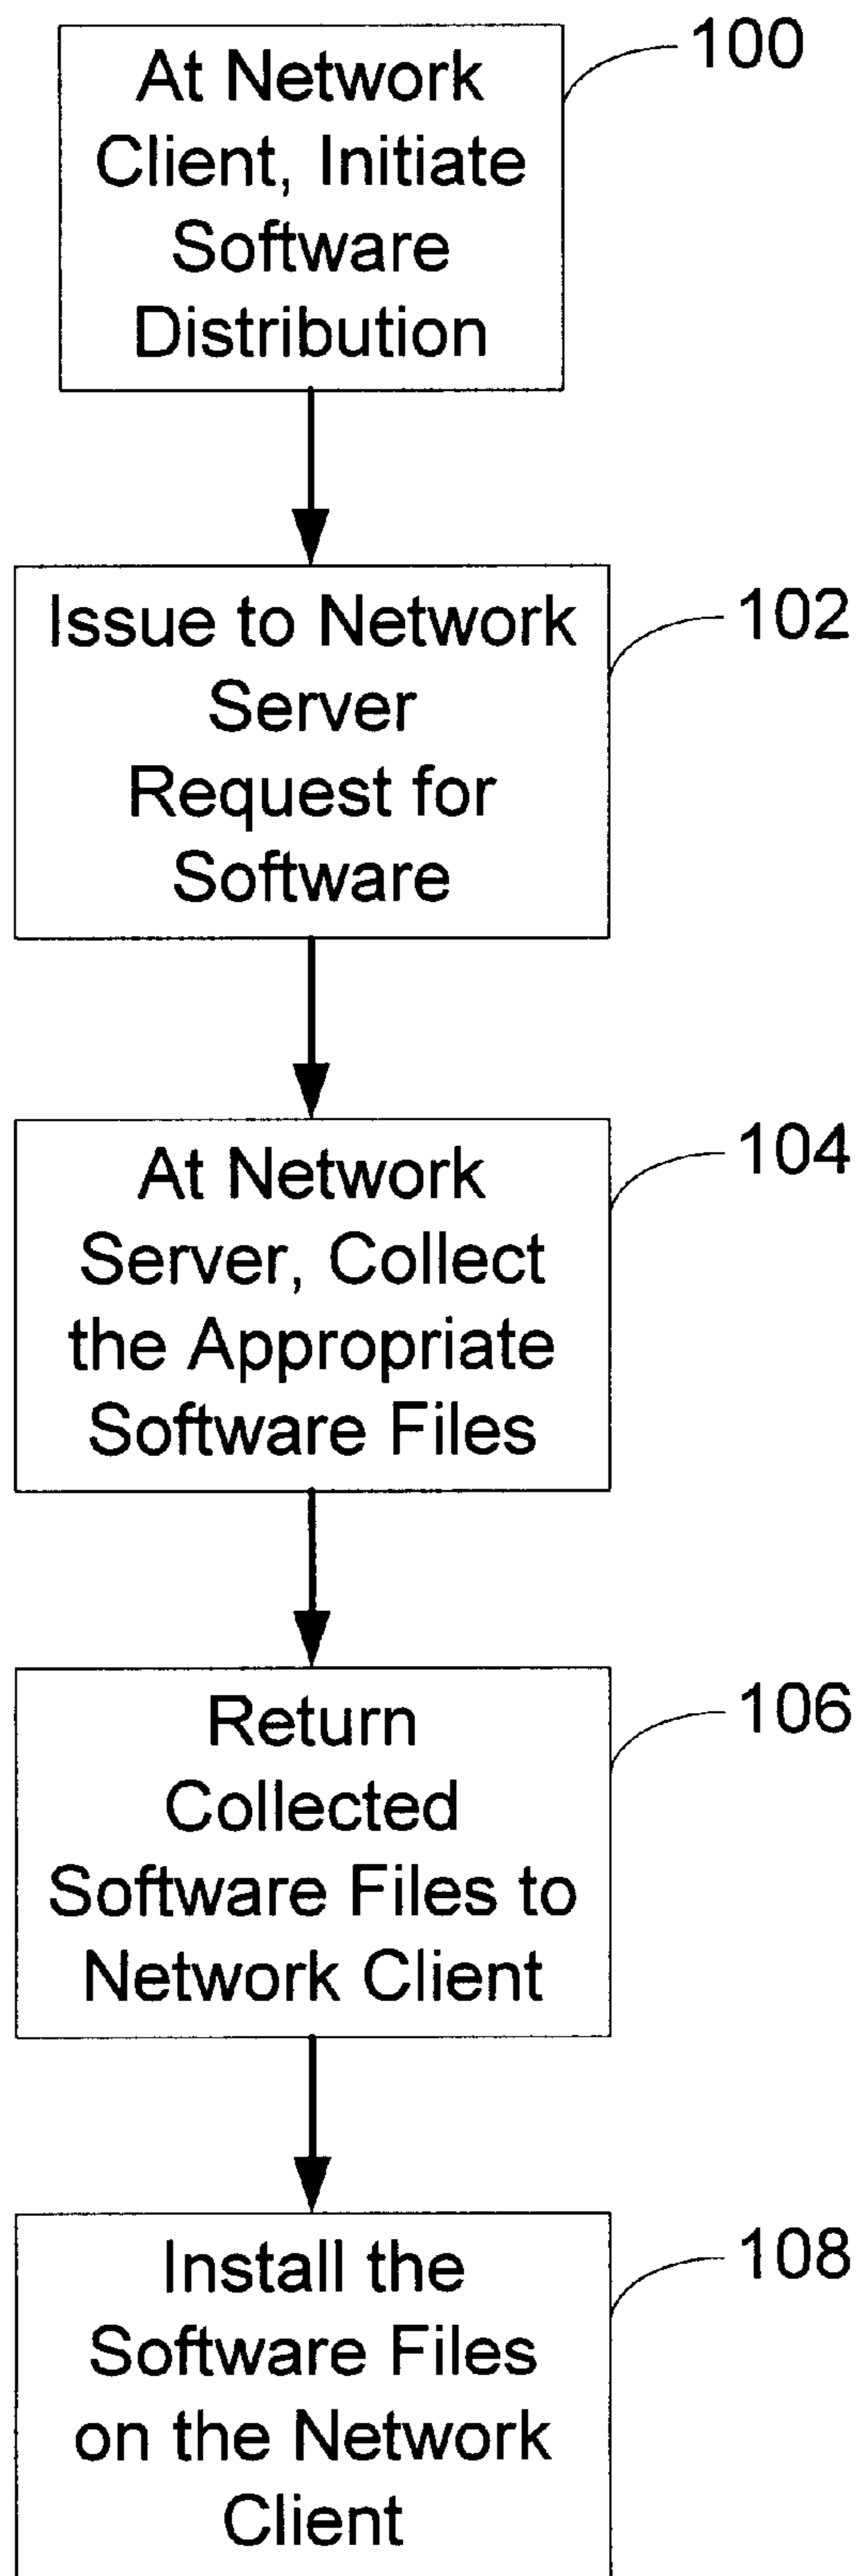 100
At Network
Client, Initiate
Software
Distribution
102
Issue to Network
Server
Request for
Software
104
At Network
Server, Collect
the Appropriate
Software Files
106
Return
Collected
Software Files to
Network Client
108
Install the
Software Files
on the Network
Client